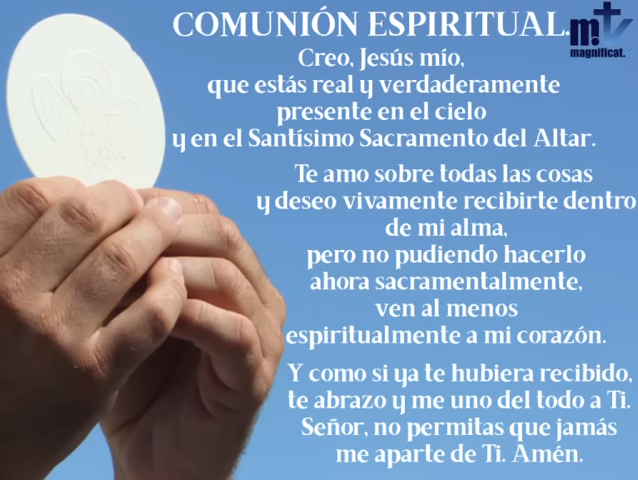 COMUNIÓN ESPIRITUAL.
magnificat.
Creo, Jesús mío,
que estás real y verdaderamente
presente en el cielo
y en el Santísimo Sacramento del Altar.
Te amo sobre todas las cosas
y deseo vivamente recibirte dentro
de mi alma,
pero no pudiendo hacerlo
ahora sacramentalmente,
ven al menos
espiritualmente a mi corazón.
Y como si ya te hubiera recibido,
te abrazo y me uno del todo a Ti.
Señor, no permitas que jamás
me aparte de Ti. Amén.